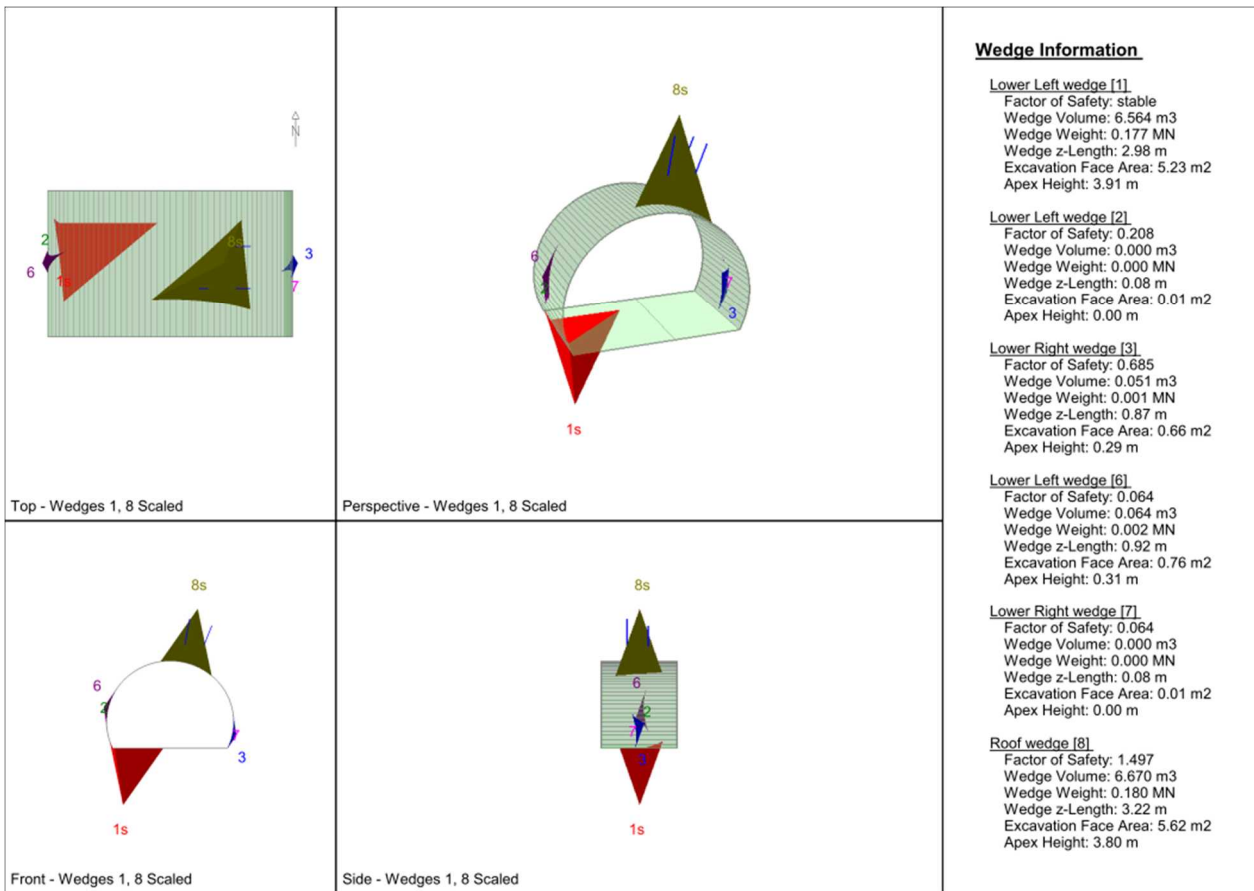 N
2
6
8s
1s
3
7
Top - Wedges 1, 8 Scaled
8s
6
2
7
3
1s
Perspective - Wedges 1, 8 Scaled
8s
6
2
7
3
1s
Front - Wedges 1, 8 Scaled
8s
6
2
7
3
1s
Side - Wedges 1, 8 Scaled
Wedge Information
Lower Left wedge [1]
Factor of Safety: stable
Wedge Volume: 6.564 m3
Wedge Weight: 0.177 MN
Wedge z-Length: 2.98 m
Excavation Face Area: 5.23 m2
Apex Height: 3.91 m
Lower Left wedge [2]
Factor of Safety: 0.208
Wedge Volume: 0.000 m3
Wedge Weight: 0.000 MN
Wedge z-Length: 0.08 m
Excavation Face Area: 0.01 m2
Apex Height: 0.00 m
Lower Right wedge [3]
Factor of Safety: 0.685
Wedge Volume: 0.051 m3
Wedge Weight: 0.001 MN
Wedge z-Length: 0.87 m
Excavation Face Area: 0.66 m2
Apex Height: 0.29 m
Lower Left wedge [6]
Factor of Safety: 0.064
Wedge Volume: 0.064 m3
Wedge Weight: 0.002 MN
Wedge z-Length: 0.92 m
Excavation Face Area: 0.76 m2
Apex Height: 0.31 m
Lower Right wedge [7]
Factor of Safety: 0.064
Wedge Volume: 0.000 m3
Wedge Weight: 0.000 MN
Wedge z-Length: 0.08 m
Excavation Face Area: 0.01 m2
Apex Height: 0.00 m
Roof wedge [8]
Factor of Safety: 1.497
Wedge Volume: 6.670 m3
Wedge Weight: 0.180 MN
Wedge z-Length: 3.22 m
Excavation Face Area: 5.62 m2
Apex Height: 3.80 m